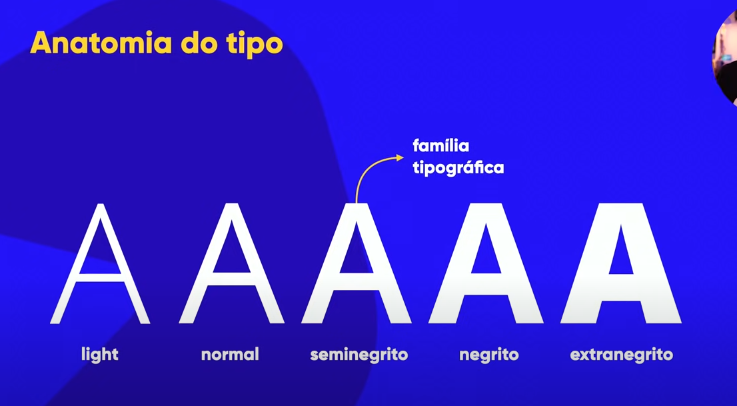 Anatomia do tipo
família
tipográfica
A A A A A
light normal seminegrito negrito extranegrito